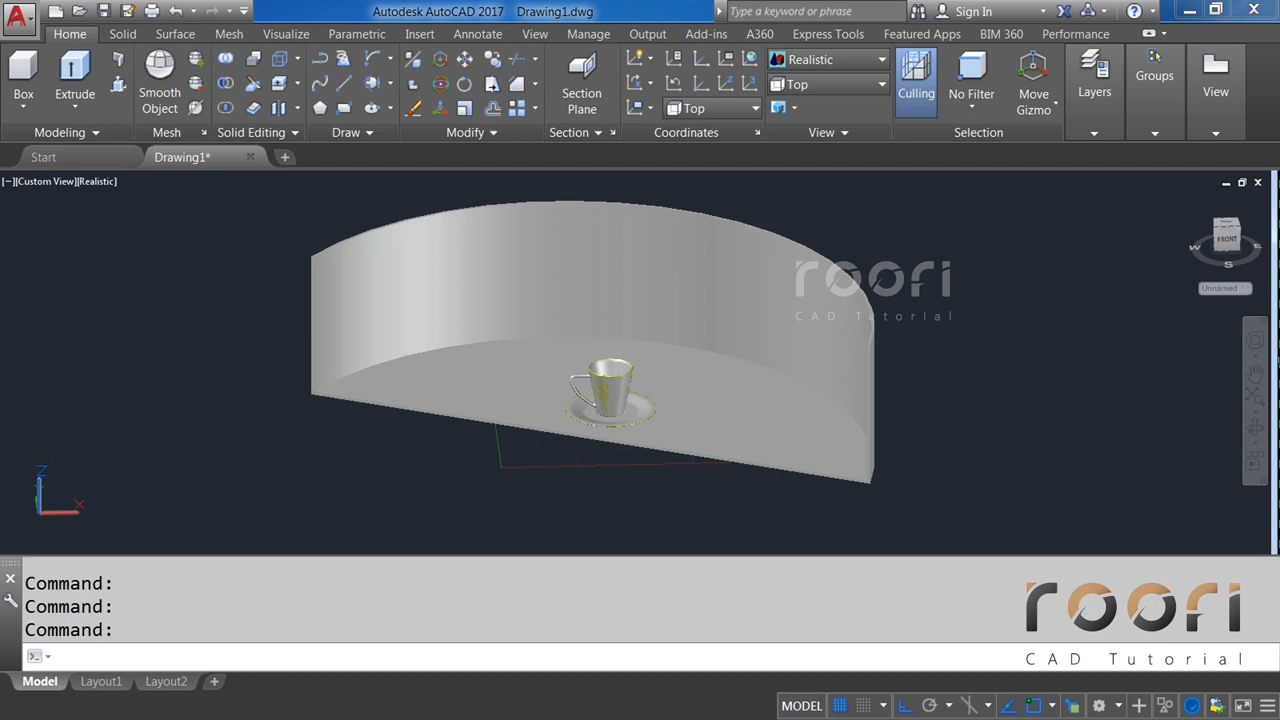 Autodesk AutoCAD 2017 Drawing1.dwg
Type a keyword or phrase
Sign In
Home Solid Surface Mesh Visualize Parametric Insert Annotate View Manage Output Add-ins A360 Express Tools Featured Apps BIM 360 Performance
Box
Extrude
Smooth Object
Section Plane
Realistic
Top
Top
Culling
No Filter
Move Gizmo
Layers
Groups
View
Modeling Mesh Solid Editing Draw Modify Section Coordinates View Selection
Start Drawing1*
[−][Custom View][Realistic]
FRONT
W
S
E
Unnamed
roori
CAD Tutorial
Z
X
Command:
Command:
Command:
roori
CAD Tutorial
Model Layout1 Layout2
MODEL